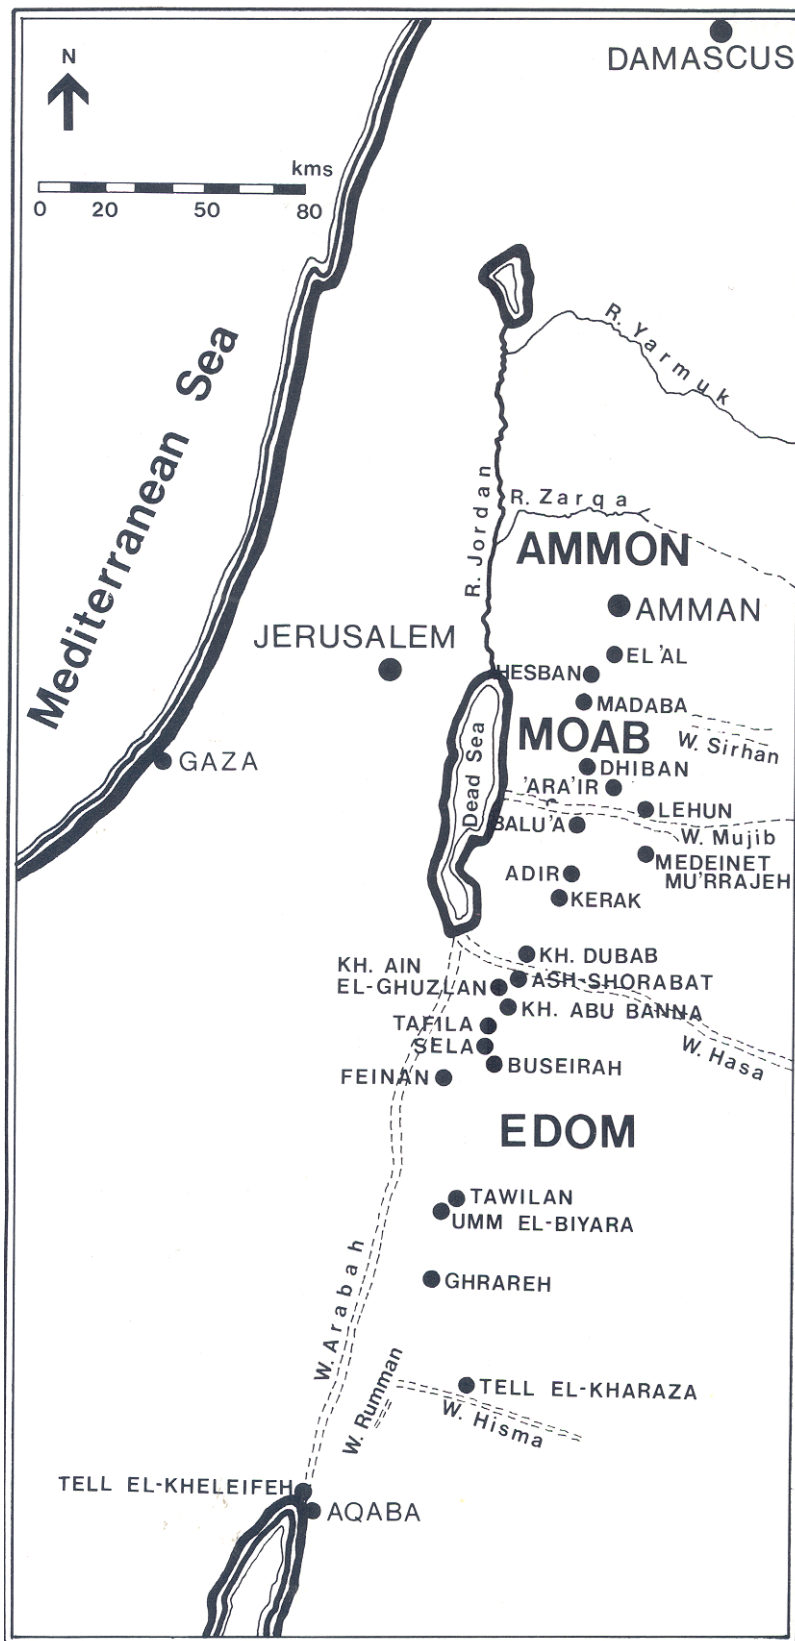 DAMASCUS
N
kms
0 20 50 80
R. Yarmuk
Mediterranean Sea
R. Jordan
R. Zarqa
AMMON
AMMAN
JERUSALEM
EL'AL
HESBAN
MADABA
MOAB
W. Sirhan
GAZA
Dead Sea
DHIBAN
'ARA'IR
LEHUN
BALU'A
W. Mujib
MEDEINET
MU'RRAJEH
ADIR
KERAK
KH. DUBAB
KH. AIN
EL-GHUZLAN
ASH-SHORABAT
KH. ABU BANNA
TAFILA
SELA
W. Hasa
BUSEIRAH
FEINAN
EDOM
TAWILAN
UMM EL-BIYARA
W. Arabah
GHRAREH
W. Rumman
TELL EL-KHARAZA
W. Hisma
TELL EL-KHELEIFEH
AQABA